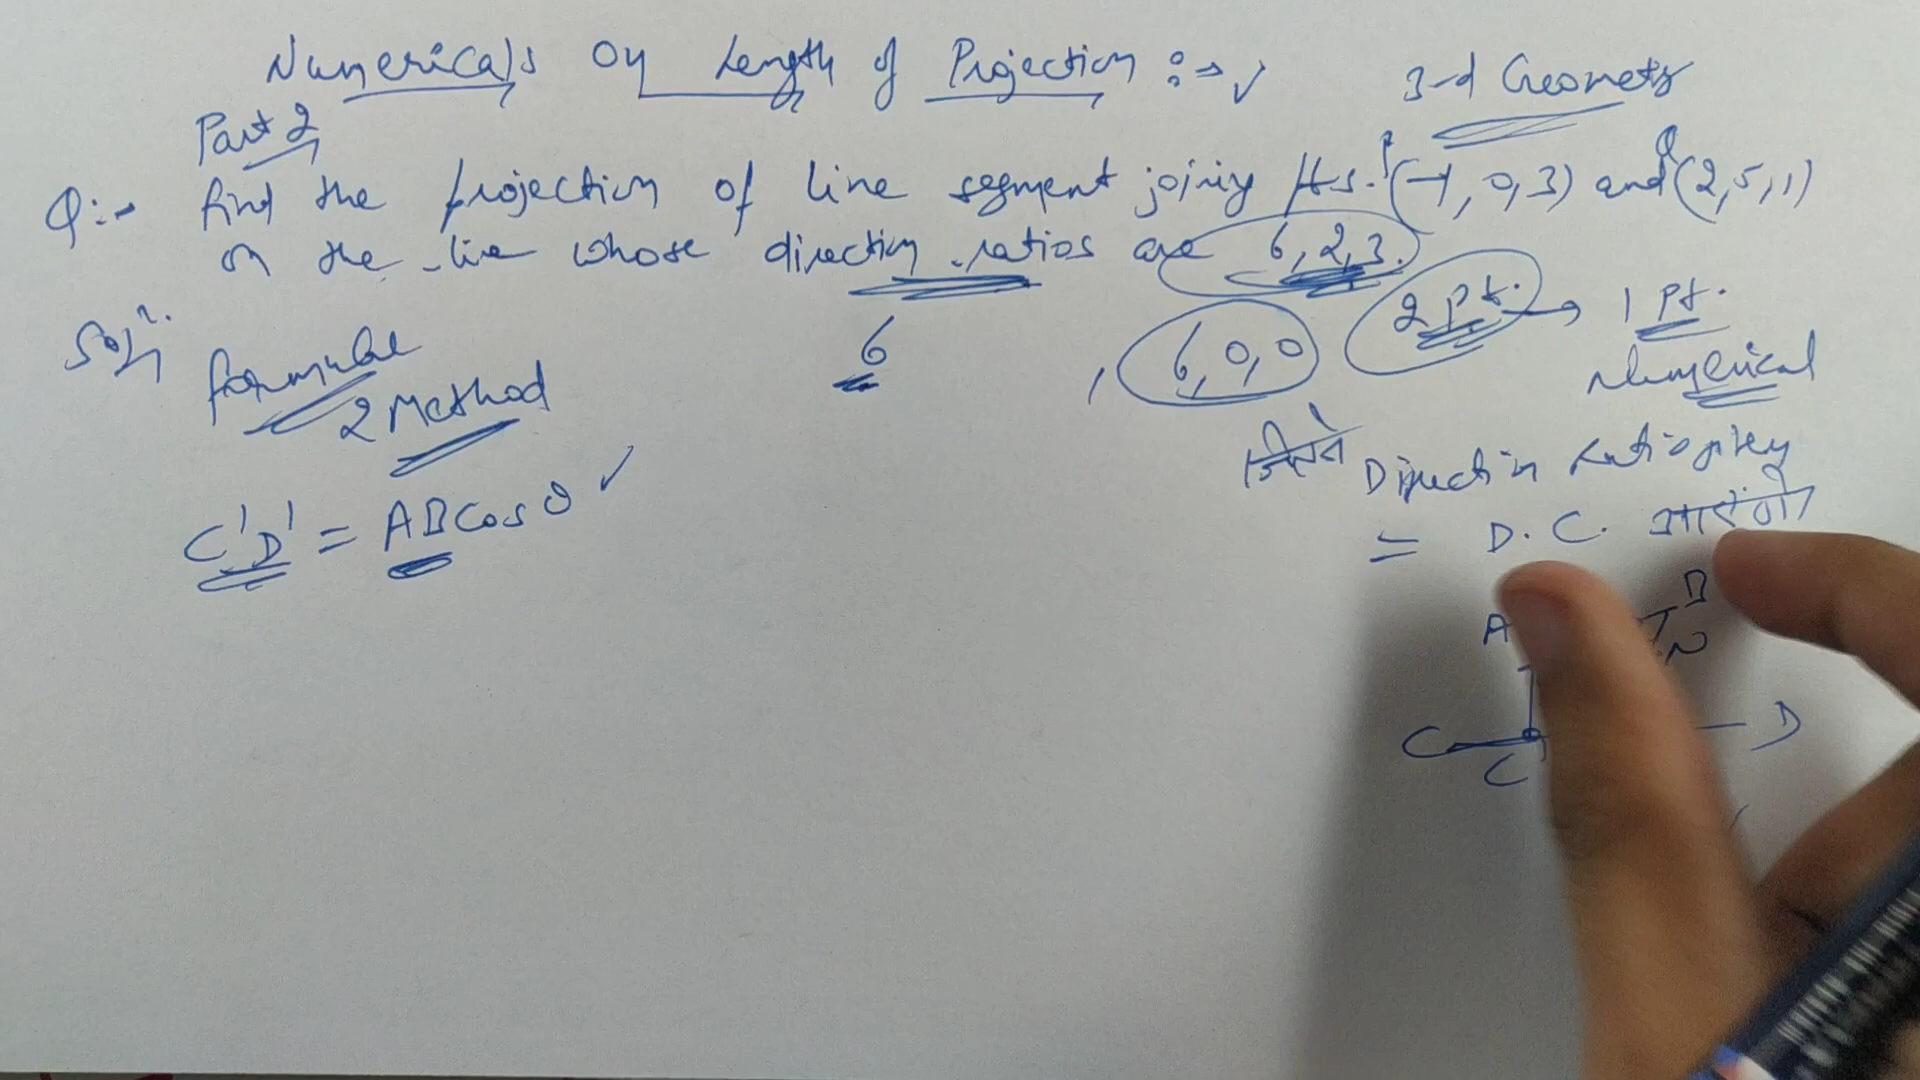 Numericals on Length of Projection :→ ✓
3-d Geometry
Part 2
Q:- find the projection of line segment joining pts. P(-1, 0, 3) and Q(2, 5, 1)
on the line whose direction ratios are 6, 2, 3.
Soln.
formulae
2 Method
6
, 6, 0, 0
2 pt. → 1 pt.
Numerical
C'D' = AB Cos θ ✓
Direction Ratio
= D. C.
A B
N
C D
C'